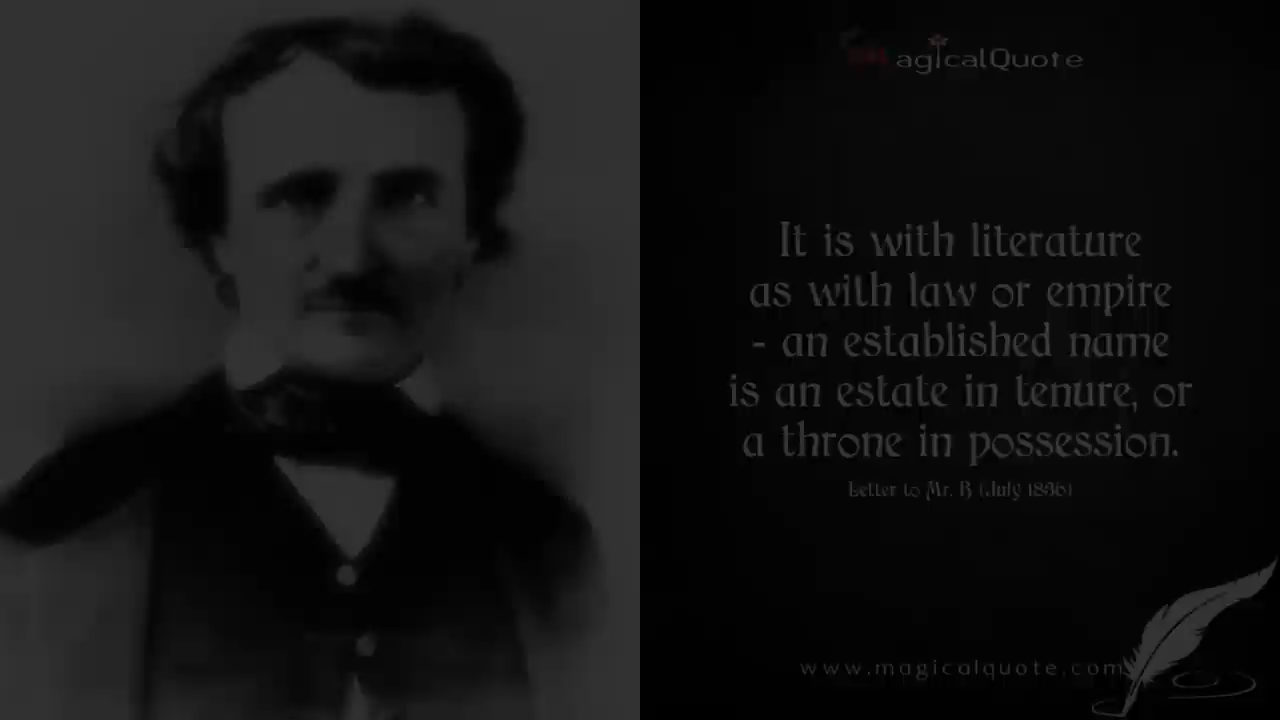 MagicalQuote
It is with literature
as with law or empire
- an established name
is an estate in tenure, or
a throne in possession.
Letter to Mr. B (July 1836)
www.magicalquote.com